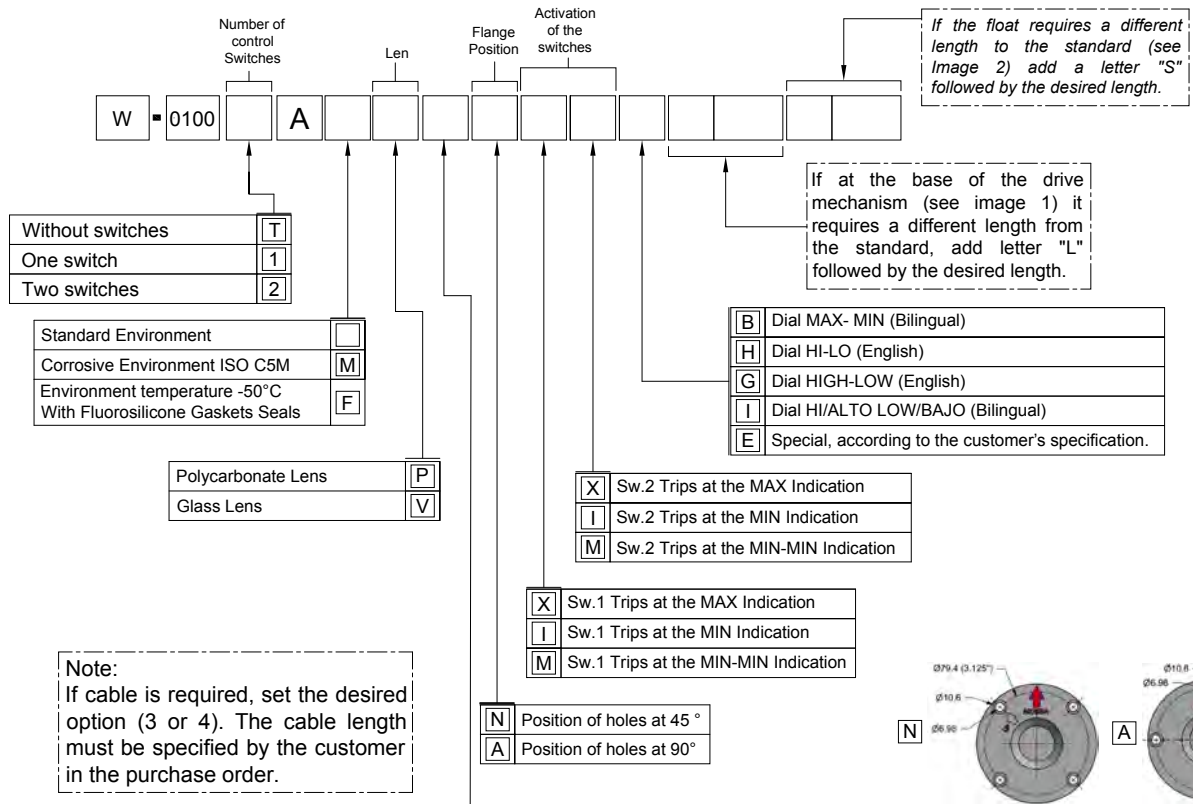 Number of
control
Switches
Len
Flange
Position
Activation
of the
switches
If the float requires a different
length to the standard (see
Image 2) add a letter "S"
followed by the desired length.
W - 0100 A
If at the base of the drive
mechanism (see image 1) it
requires a different length from
the standard, add letter "L"
followed by the desired length.
Without switches T
One switch 1
Two switches 2
Standard Environment
Corrosive Environment ISO C5M M
Environment temperature -50°C
With Fluorosilicone Gaskets Seals F
B Dial MAX- MIN (Bilingual)
H Dial HI-LO (English)
G Dial HIGH-LOW (English)
I Dial HI/ALTO LOW/BAJO (Bilingual)
E Special, according to the customer's specification.
Polycarbonate Lens P
Glass Lens V
X Sw.2 Trips at the MAX Indication
I Sw.2 Trips at the MIN Indication
M Sw.2 Trips at the MIN-MIN Indication
X Sw.1 Trips at the MAX Indication
I Sw.1 Trips at the MIN Indication
M Sw.1 Trips at the MIN-MIN Indication
Note:
If cable is required, set the desired
option (3 or 4). The cable length
must be specified by the customer
in the purchase order.
N Position of holes at 45 °
A Position of holes at 90°
Ø79.4 (3.125")
Ø10.6
Ø6.98
N
Ø10.6
Ø6.98
A